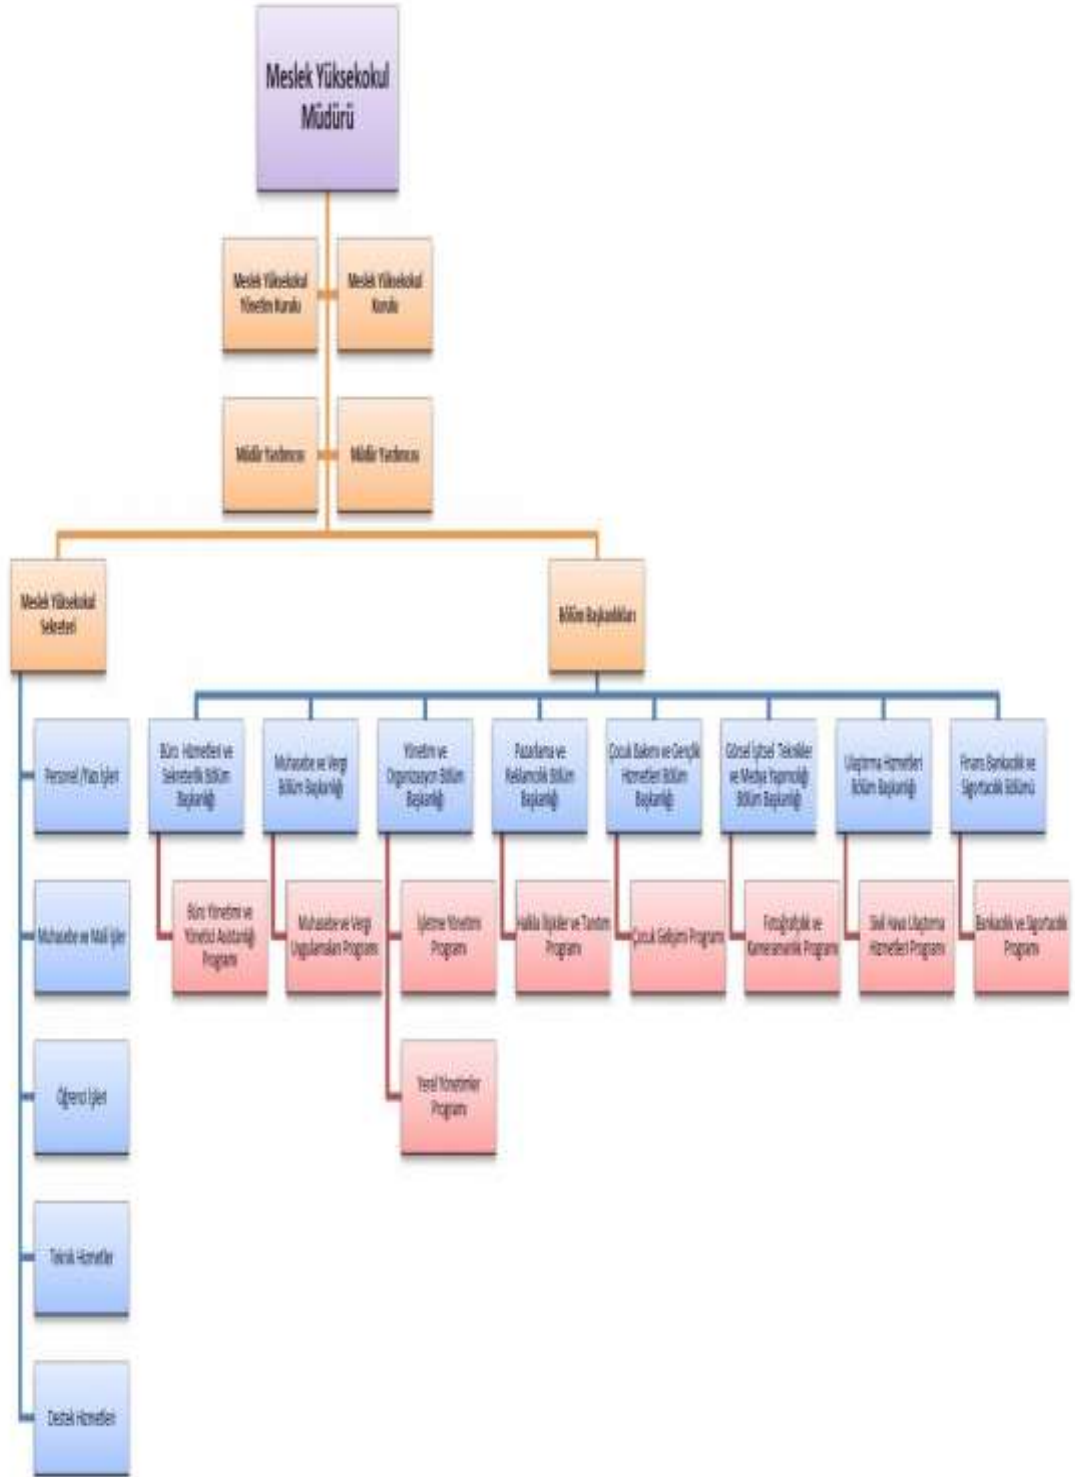 Meslek Yüksekokul
Müdürü
Meslek Yüksekokul
Yönetim Kurulu
Meslek Yüksekokul
Kurulu
Müdür Yardımcısı
Müdür Yardımcısı
Meslek Yüksekokul
Sekreteri
Bölüm Başkanlıkları
Personel /Yazı İşleri
Büro Hizmetleri ve
Sekreterlik Bölüm
Başkanlığı
Muhasebe ve Vergi
Bölüm Başkanlığı
Yönetim ve
Organizasyon Bölüm
Başkanlığı
Pazarlama ve
Reklamcılık Bölüm
Başkanlığı
Çocuk Bakımı ve Gençlik
Hizmetleri Bölüm
Başkanlığı
Görsel İşitsel Teknikler
ve Medya Yapımcılığı
Bölüm Başkanlığı
Ulaştırma Hizmetleri
Bölüm Başkanlığı
Finans Bankacılık ve
Sigortacılık Bölümü
Muhasebe ve Mali İşler
Büro Yönetimi ve
Yönetici Asistanlığı
Programı
Muhasebe ve Vergi
Uygulamaları Programı
İşletme Yönetimi
Programı
Halkla İlişkiler ve Tanıtım
Programı
Çocuk Gelişimi Programı
Fotoğrafçılık ve
Kameramanlık Programı
Sivil Hava Ulaştırma
Hizmetleri Programı
Bankacılık ve Sigortacılık
Programı
Öğrenci İşleri
Yerel Yönetimler
Programı
Teknik Hizmetler
Destek Hizmetleri